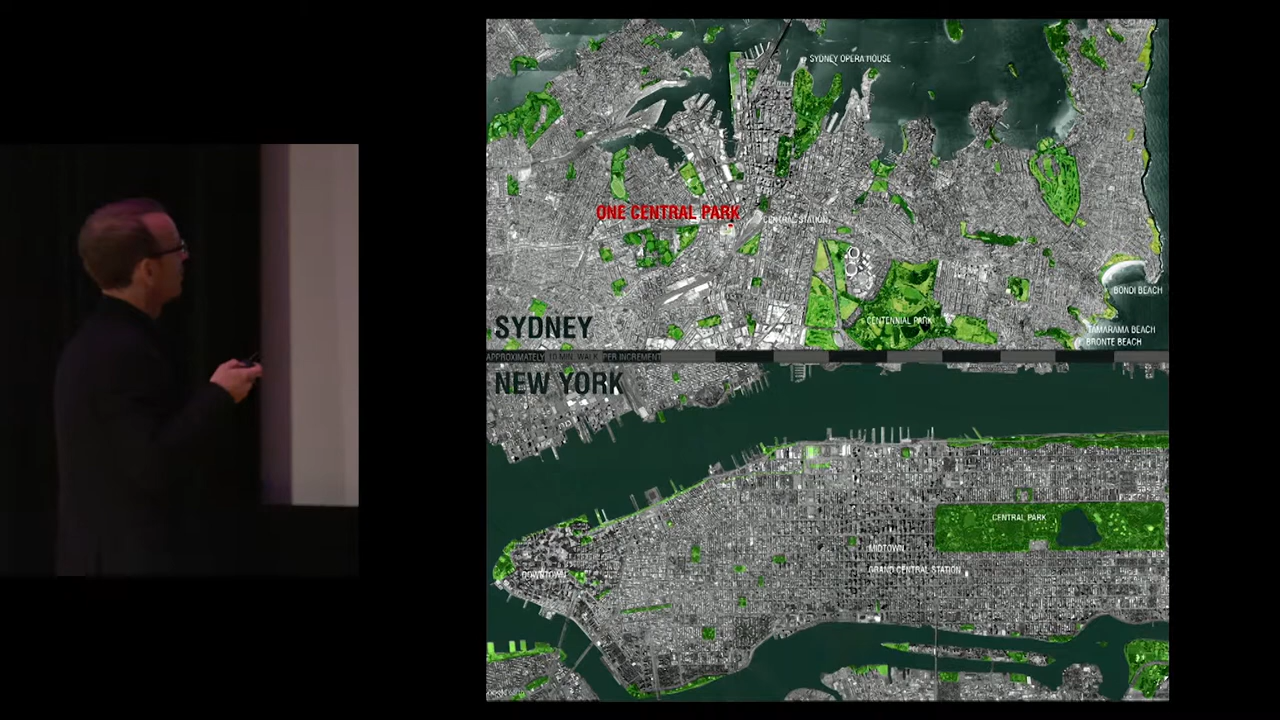 SYDNEY OPERA HOUSE
ONE CENTRAL PARK
CENTRAL STATION
BONDI BEACH
CENTENNIAL PARK
TAMARAMA BEACH
BRONTE BEACH
SYDNEY
APPROXIMATELY 10 MIN. WALK PER INCREMENT
NEW YORK
CENTRAL PARK
MIDTOWN
GRAND CENTRAL STATION
DOWNTOWN